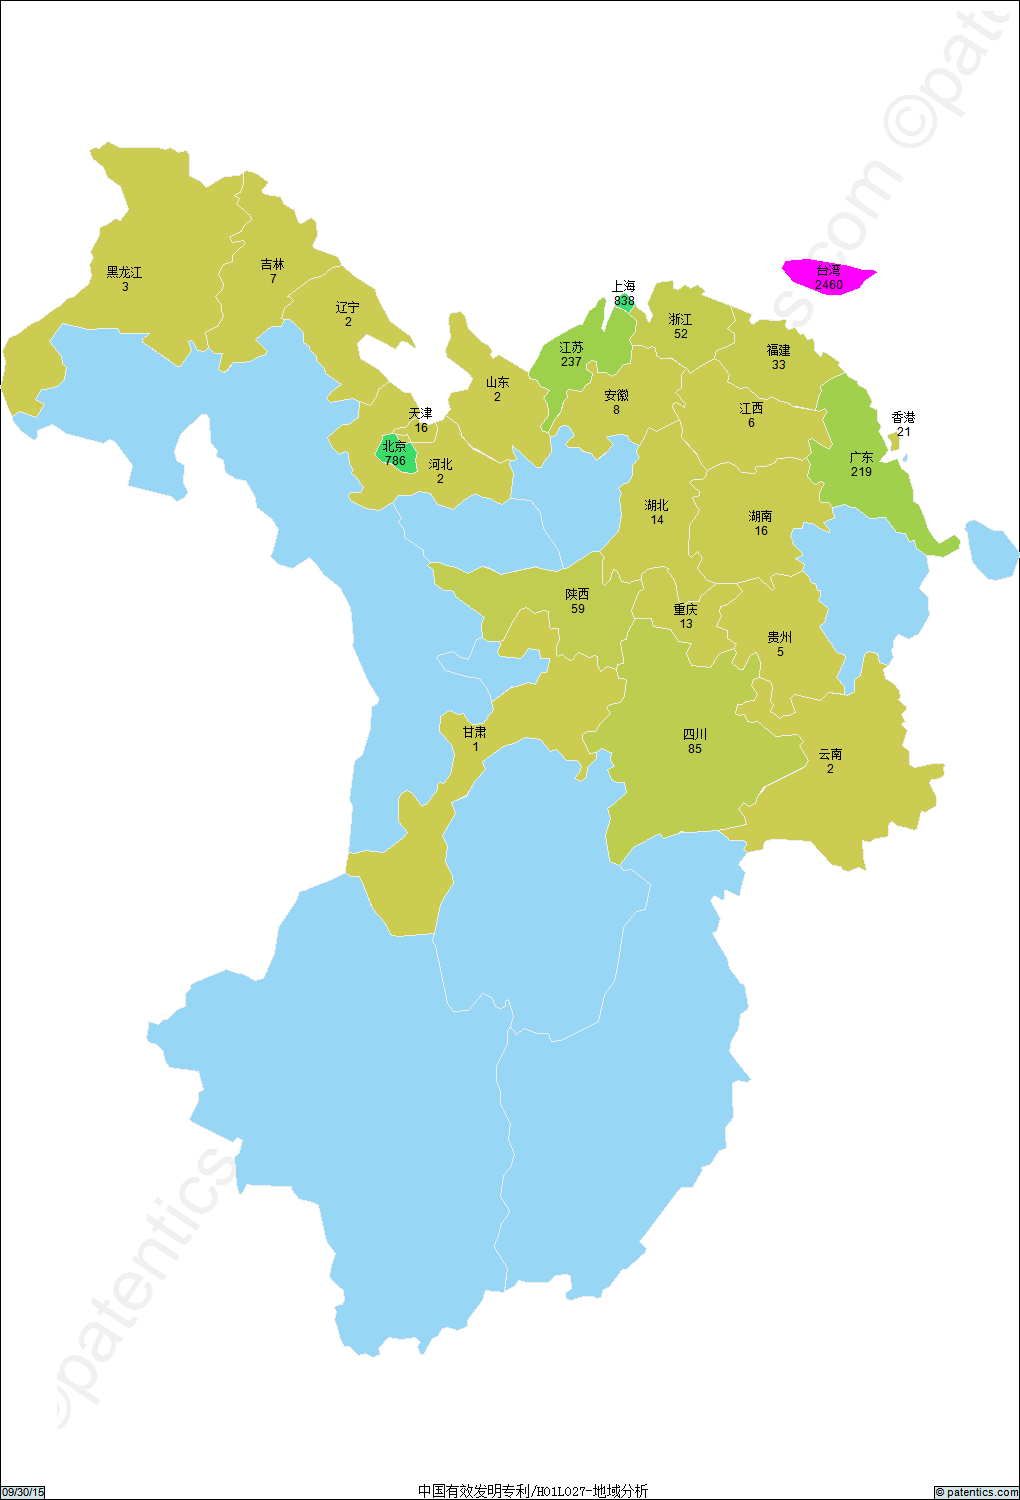 ©patentics.com ©pate
黑龙江
3
吉林
7
辽宁
2
台湾
2460
上海
838
浙江
52
江苏
237
福建
33
山东
2
安徽
8
江西
6
天津
16
香港
21
北京
786
河北
2
广东
219
湖北
14
湖南
16
陕西
59
重庆
13
贵州
5
甘肃
1
四川
85
云南
2
09/30/15
中国有效发明专利/H01L027-地域分析
© patentics.com